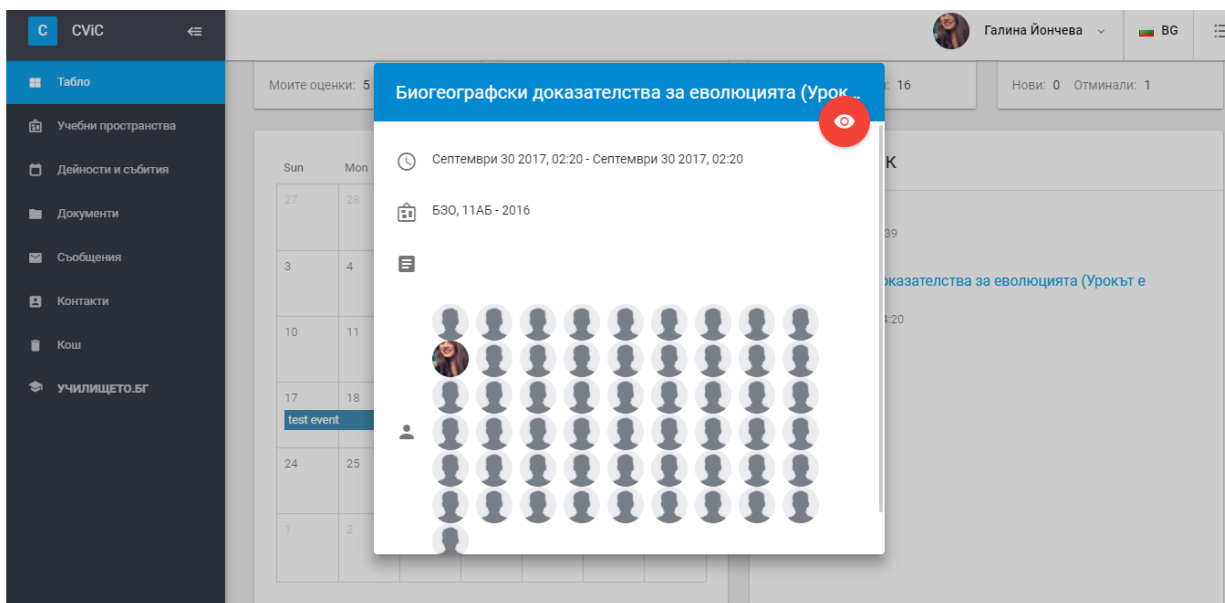 C CViC
Галина Йончева
BG
Табло
Учебни пространства
Дейности и събития
Документи
Съобщения
Контакти
Кош
УЧИЛИЩЕТО.БГ
Моите оценки: 5
: 16
Нови: 0 Отминали: 1
Sun Mon
27 28
3 4
10 11
17 18
test event
24 25
1 2
Биогеографски доказателства за еволюцията (Урок...
Септември 30 2017, 02:20 - Септември 30 2017, 02:20
БЗО, 11АБ - 2016
к
39
оказателства за еволюцията (Урокът е
:20